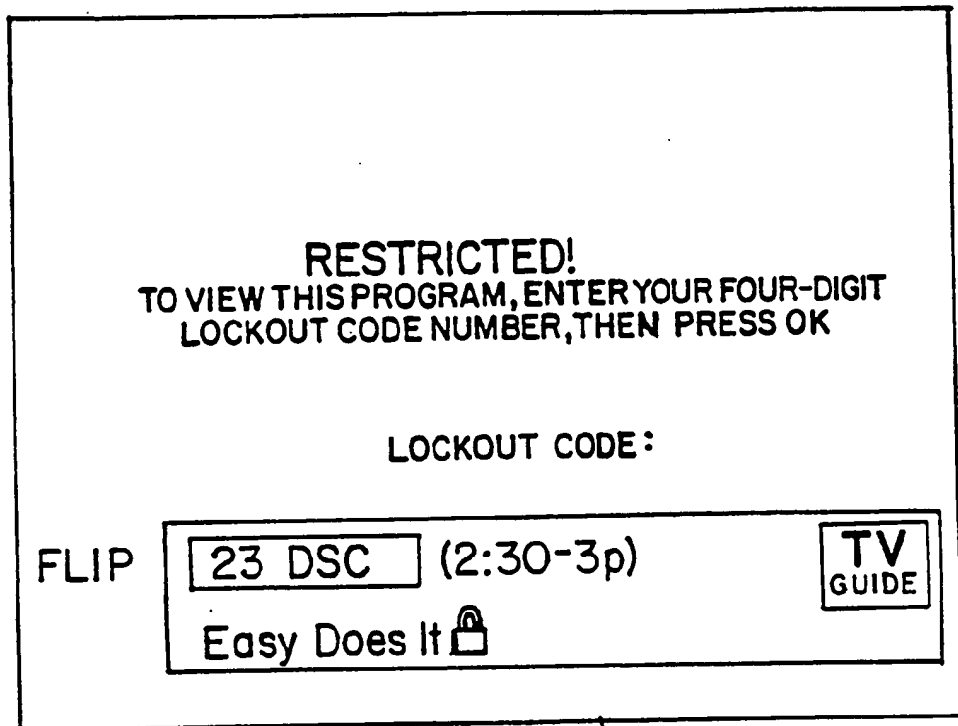 RESTRICTED!
TO VIEW THIS PROGRAM, ENTER YOUR FOUR-DIGIT
LOCKOUT CODE NUMBER, THEN PRESS OK
LOCKOUT CODE:
FLIP
23 DSC (2:30-3p)
TV
GUIDE
Easy Does It